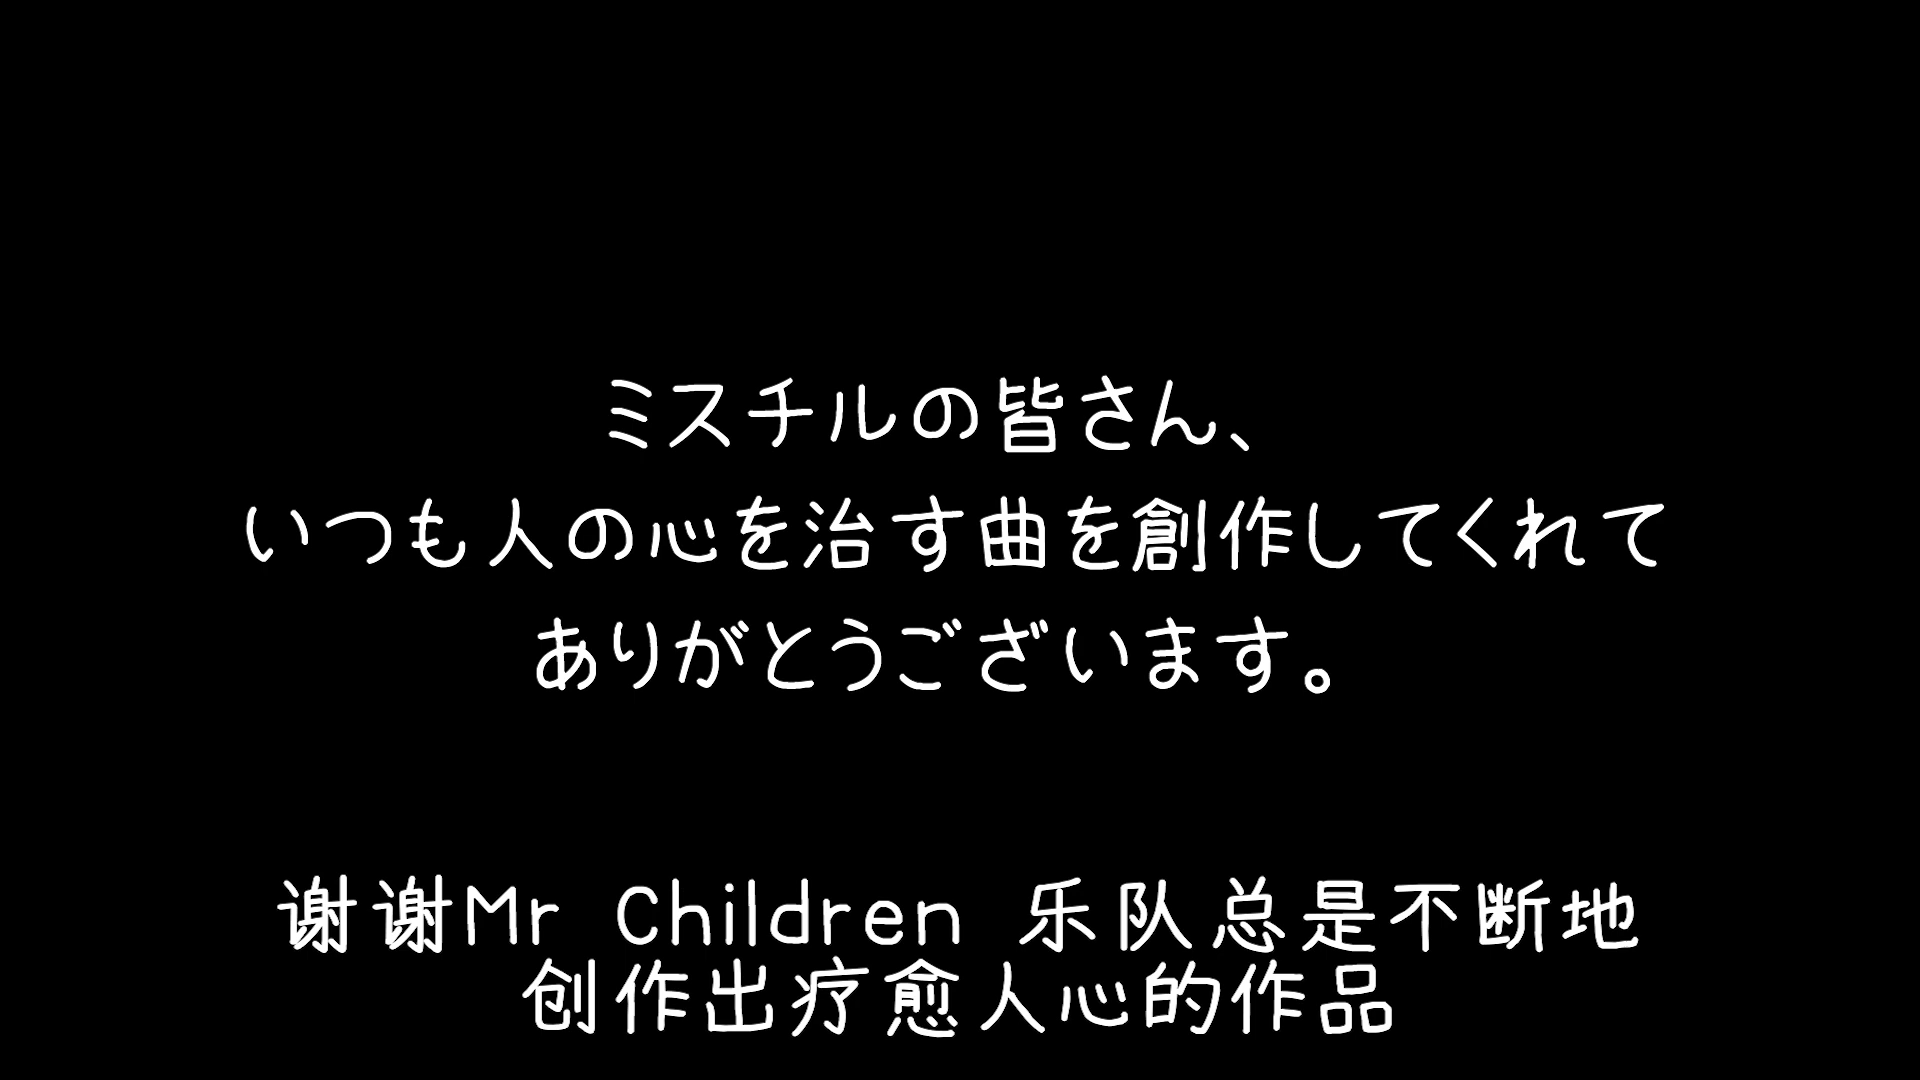 ミスチルの皆さん、
いつも人の心を治す曲を創作してくれて
ありがとうございます。
谢谢Mr Children 乐队总是不断地
创作出疗愈人心的作品